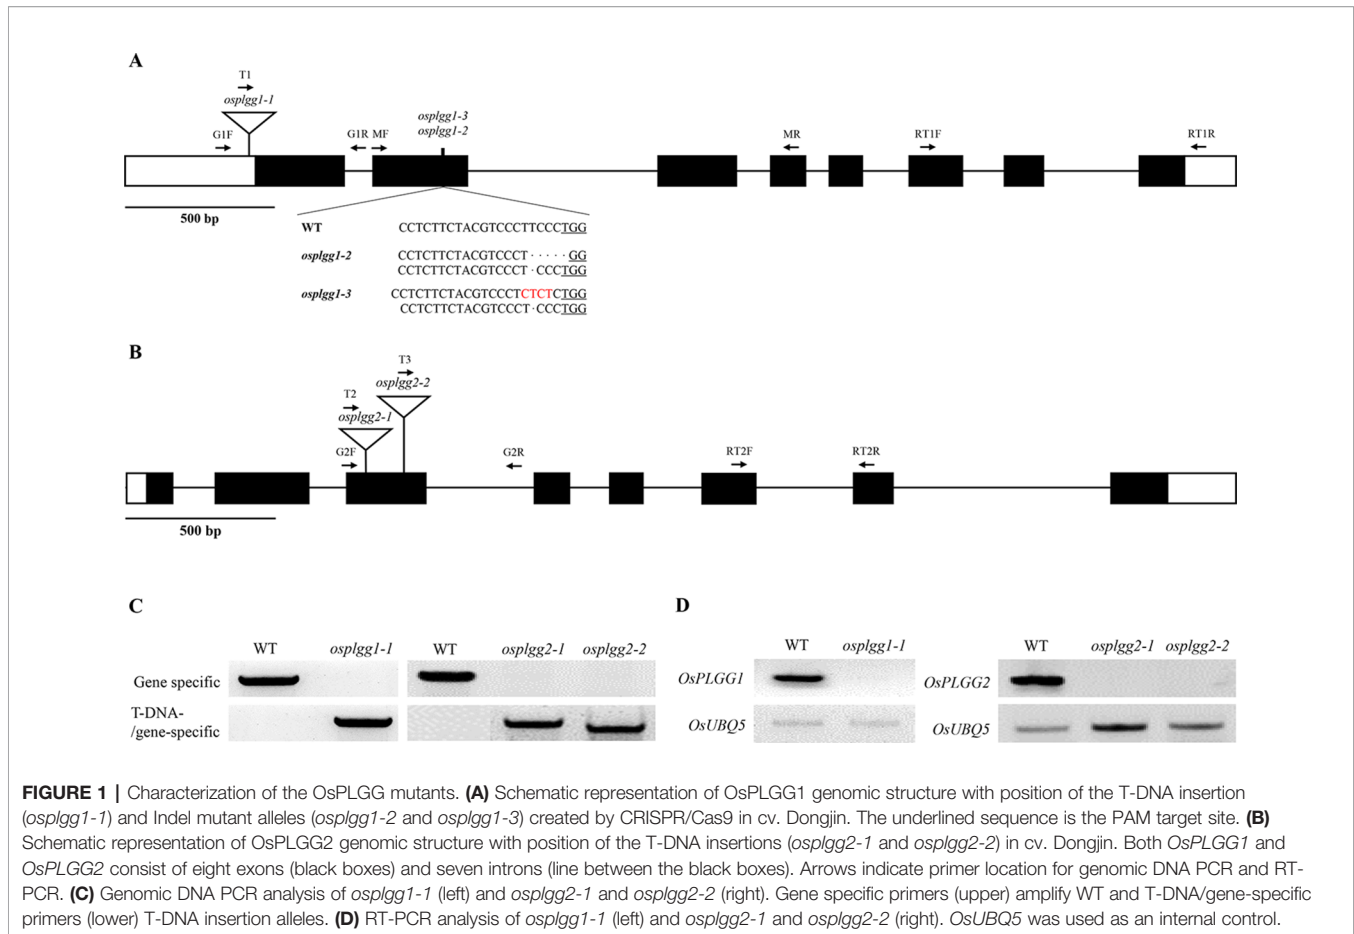 A
T1
osplgg1-1
G1F
G1R MF
osplgg1-3
osplgg1-2
MR
RT1F
RT1R
500 bp
WT CCTCTTCTACGTCCCTTCCCTGG
osplgg1-2 CCTCTTCTACGTCCCT·····GG
CCTCTTCTACGTCCCT·CCCTGG
osplgg1-3 CCTCTTCTACGTCCCTCTCTCTGG
CCTCTTCTACGTCCCT·CCCTGG
B
T3
osplgg2-2
T2
osplgg2-1
G2F
G2R
RT2F
RT2R
500 bp
C
WT osplgg1-1 WT osplgg2-1 osplgg2-2
Gene specific
T-DNA-
/gene-specific
D
WT osplgg1-1 WT osplgg2-1 osplgg2-2
OsPLGG1 OsPLGG2
OsUBQ5 OsUBQ5
FIGURE 1 | Characterization of the OsPLGG mutants. (A) Schematic representation of OsPLGG1 genomic structure with position of the T-DNA insertion
(osplgg1-1) and Indel mutant alleles (osplgg1-2 and osplgg1-3) created by CRISPR/Cas9 in cv. Dongjin. The underlined sequence is the PAM target site. (B)
Schematic representation of OsPLGG2 genomic structure with position of the T-DNA insertions (osplgg2-1 and osplgg2-2) in cv. Dongjin. Both OsPLGG1 and
OsPLGG2 consist of eight exons (black boxes) and seven introns (line between the black boxes). Arrows indicate primer location for genomic DNA PCR and RT-
PCR. (C) Genomic DNA PCR analysis of osplgg1-1 (left) and osplgg2-1 and osplgg2-2 (right). Gene specific primers (upper) amplify WT and T-DNA/gene-specific
primers (lower) T-DNA insertion alleles. (D) RT-PCR analysis of osplgg1-1 (left) and osplgg2-1 and osplgg2-2 (right). OsUBQ5 was used as an internal control.